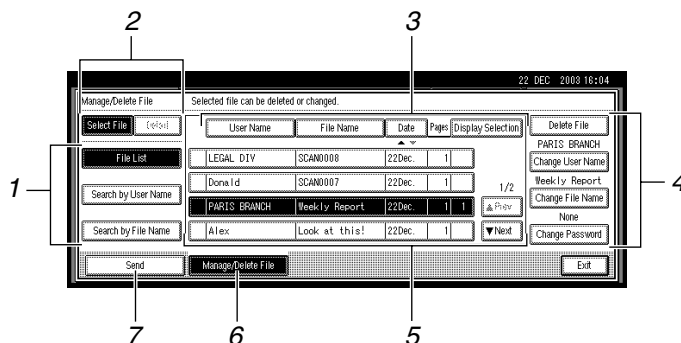 2
3
22 DEC 2003 16:04
Manage/Delete File
Selected file can be deleted or changed.
Select File
User Name
File Name
Date
Pages
Display Selection
Delete File
PARIS BRANCH
File List
LEGAL DIV
SCAN0008
22Dec.
1
Change User Name
1
Donald
SCAN0007
22Dec.
1
1/2
Weekly Report
4
Search by User Name
PARIS BRANCH
Weekly Report
22Dec.
1
1
▲Prev.
Change File Name
None
Search by File Name
Alex
Look at this!
22Dec.
1
▼Next
Change Password
Send
Manage/Delete File
Exit
7
6
5